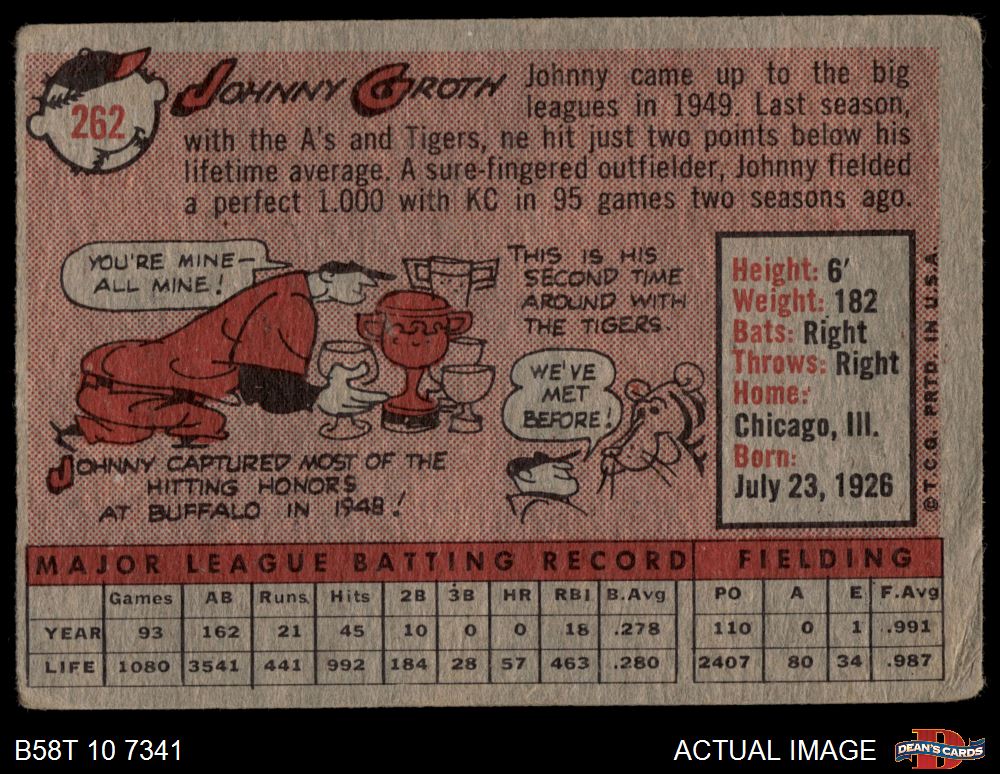 262
JOHNNY GROTH
Johnny came up to the big
leagues in 1949. Last season,
with the A's and Tigers, ne hit just two points below his
lifetime average. A sure-fingered outfielder, Johnny fielded
a perfect 1.000 with KC in 95 games two seasons ago.
YOU'RE MINE—
ALL MINE!
JOHNNY CAPTURED MOST OF THE
HITTING HONORS
AT BUFFALO IN 1948!
THIS IS HIS
SECOND TIME
AROUND WITH
THE TIGERS.
WE'VE
MET
BEFORE!
Height: 6'
Weight: 182
Bats: Right
Throws: Right
Home:
Chicago, Ill.
Born:
July 23, 1926
©T.C.G. PRTD. IN U.S.A.
MAJOR LEAGUE BATTING RECORD FIELDING
Games AB Runs Hits 2B 3B HR RBI B.Avg PO A E F.Avg
YEAR 93 162 21 45 10 0 0 18 .278 110 0 1 .991
LIFE 1080 3541 441 992 184 28 57 463 .280 2407 80 34 .987
B58T 10 7341 ACTUAL IMAGE
D
DEAN'S CARDS